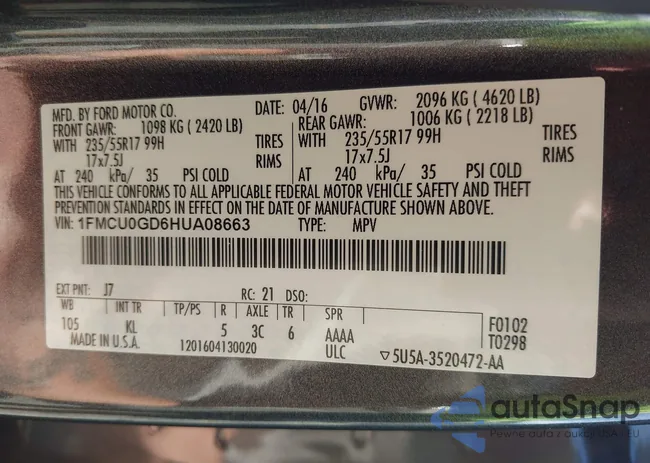 MFD. BY FORD MOTOR CO. DATE: 04/16 GVWR: 2096 KG ( 4620 LB)
FRONT GAWR: 1098 KG ( 2420 LB) REAR GAWR: 1006 KG ( 2218 LB)
WITH 235/55R17 99H TIRES WITH 235/55R17 99H TIRES
17x7.5J RIMS 17x7.5J RIMS
AT 240 kPa/ 35 PSI COLD AT 240 kPa/ 35 PSI COLD
THIS VEHICLE CONFORMS TO ALL APPLICABLE FEDERAL MOTOR VEHICLE SAFETY AND THEFT
PREVENTION STANDARDS IN EFFECT ON THE DATE OF MANUFACTURE SHOWN ABOVE.
VIN: 1FMCU0GD6HUA08663 TYPE: MPV
EXT PNT: J7 RC: 21 DSO:
WB INT TR TP/PS R AXLE TR SPR
105 KL 5 3C 6 AAAA F0102
MADE IN U.S.A. 1201604130020 ULC T0298
▽5U5A-3520472-AA
autaSnap
Pewne auta z aukcji USA i EU